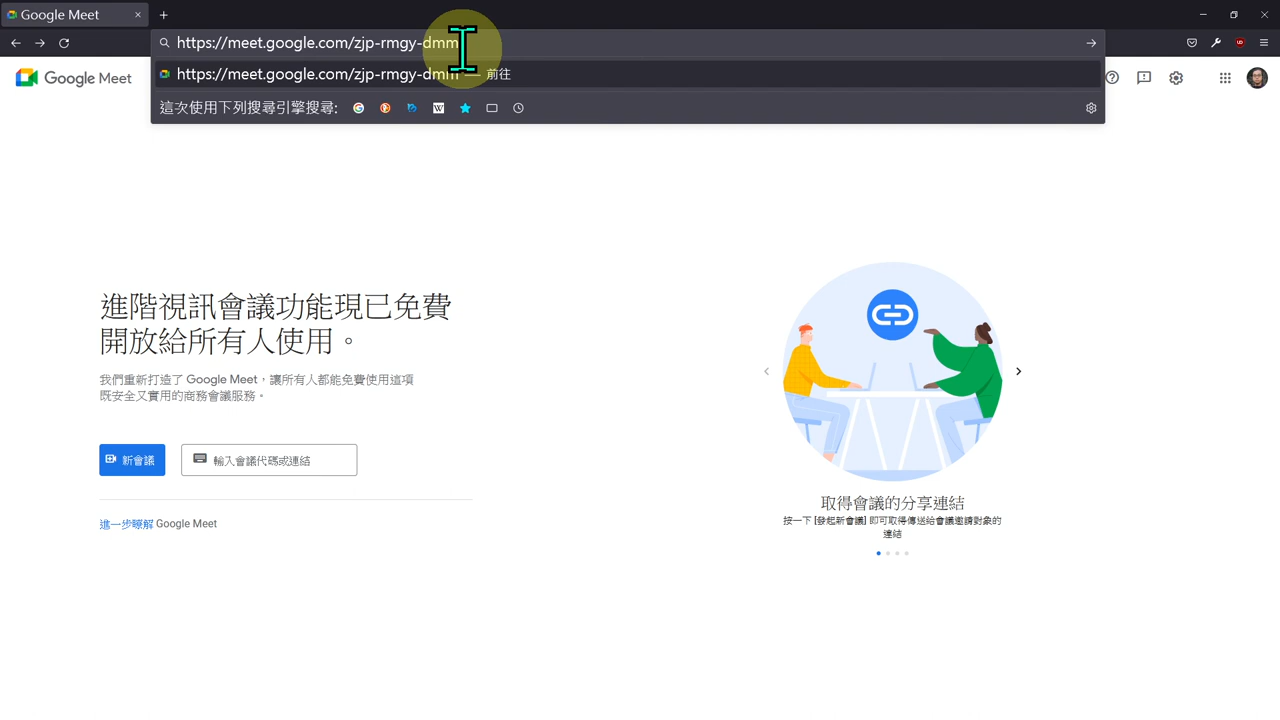 Google Meet
https://meet.google.com/zjp-rmgy-dmm
https://meet.google.com/zjp-rmgy-dmm — 前往
Google Meet
這次使用下列搜尋引擎搜尋:
進階視訊會議功能現已免費
開放給所有人使用。
我們重新打造了 Google Meet，讓所有人都能免費使用這項
既安全又實用的商務會議服務。
新會議
輸入會議代碼或連結
進一步瞭解 Google Meet
取得會議的分享連結
按一下 [發起新會議] 即可取得傳送給會議邀請對象的
連結